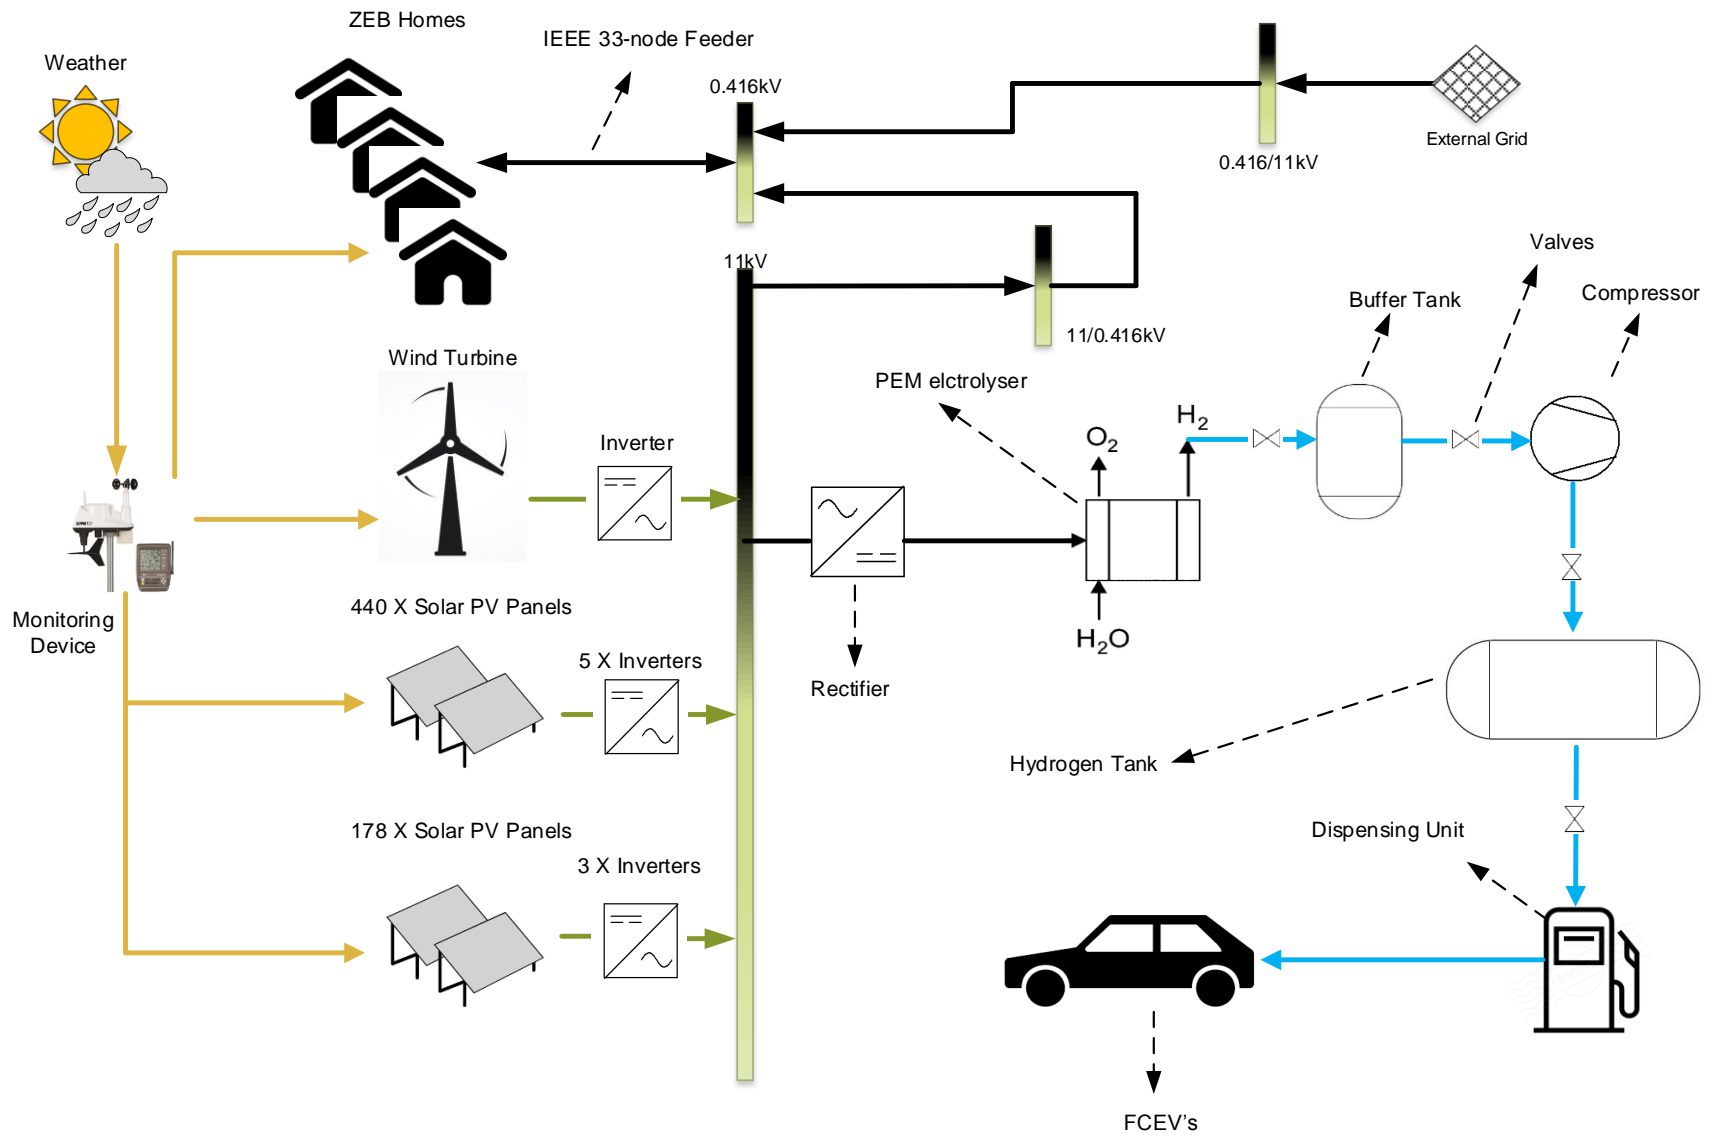 ZEB Homes
IEEE 33-node Feeder
Weather
0.416kV
External Grid
0.416/11kV
11kV
Valves
Buffer Tank
Compressor
11/0.416kV
Wind Turbine
PEM elctrolyser
Inverter
O2
H2
440 X Solar PV Panels
Monitoring
Device
H2O
5 X Inverters
Rectifier
Hydrogen Tank
178 X Solar PV Panels
3 X Inverters
Dispensing Unit
FCEV's